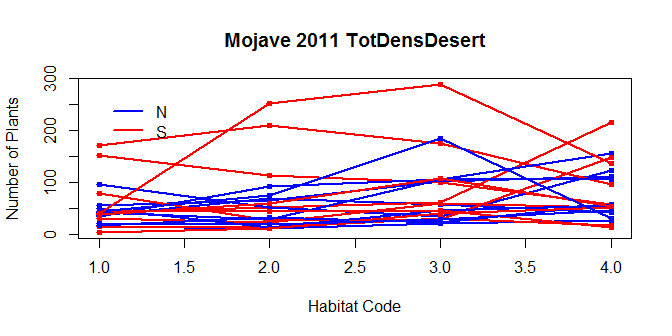 Mojave 2011 TotDensDesert
Number of Plants
300
200
100
0
N
S
1.0 1.5 2.0 2.5 3.0 3.5 4.0
Habitat Code